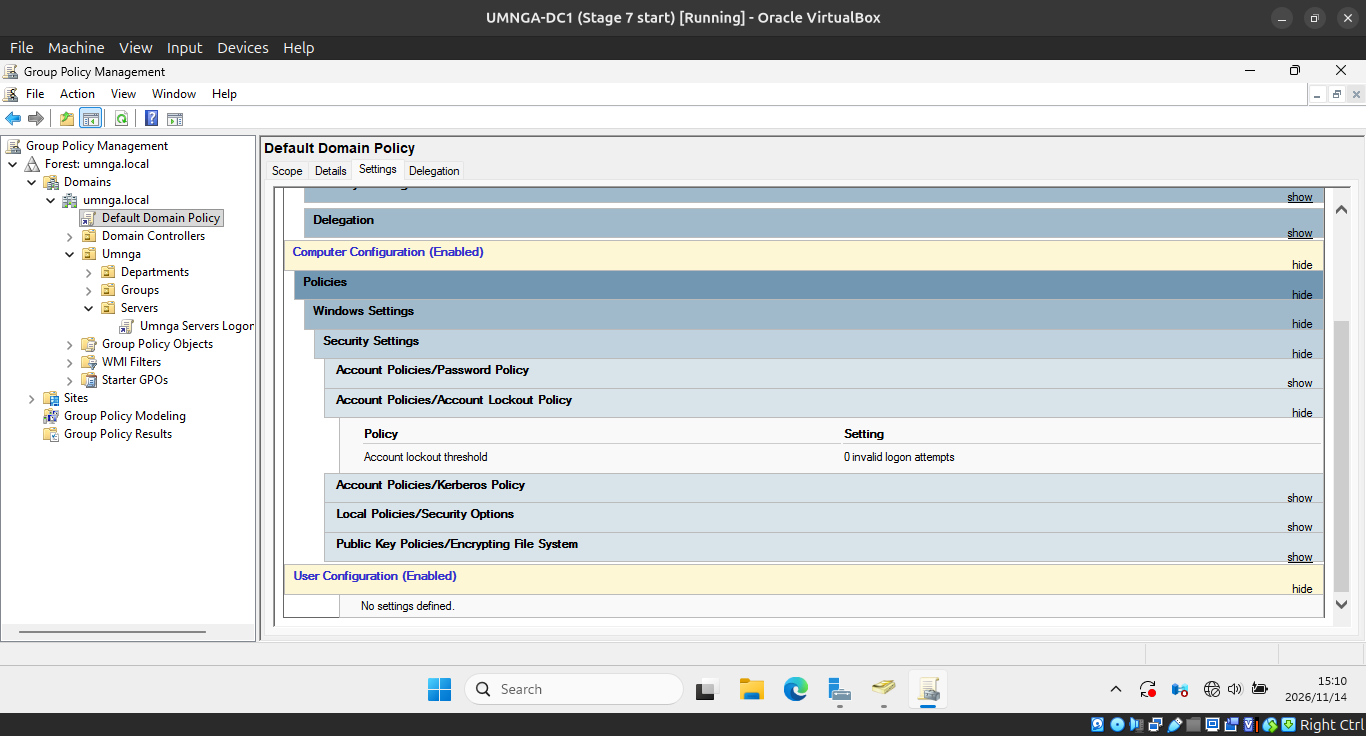 UMNGA-DC1 (Stage 7 start) [Running] - Oracle VirtualBox
File Machine View Input Devices Help
Group Policy Management
File Action View Window Help
Group Policy Management
Forest: umnga.local
Domains
umnga.local
Default Domain Policy
Domain Controllers
Umnga
Departments
Groups
Servers
Umnga Servers Logor
Group Policy Objects
WMI Filters
Starter GPOs
Sites
Group Policy Modeling
Group Policy Results
Default Domain Policy
Scope Details Settings Delegation
show
Delegation
show
Computer Configuration (Enabled)
hide
Policies
hide
Windows Settings
hide
Security Settings
hide
Account Policies/Password Policy
show
Account Policies/Account Lockout Policy
hide
Policy Setting
Account lockout threshold 0 invalid logon attempts
Account Policies/Kerberos Policy
show
Local Policies/Security Options
show
Public Key Policies/Encrypting File System
show
User Configuration (Enabled)
hide
No settings defined.
Search
15:10
2026/11/14
Right Ctrl